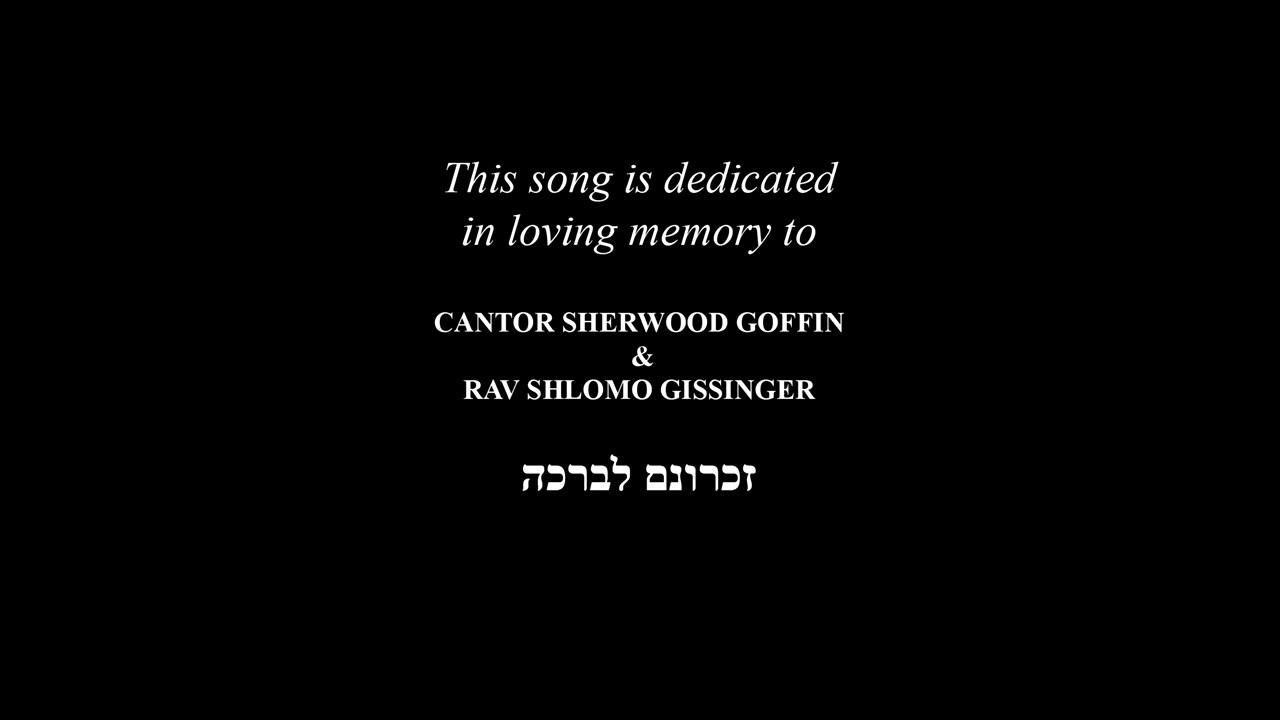 This song is dedicated
in loving memory to
CANTOR SHERWOOD GOFFIN
&
RAV SHLOMO GISSINGER
זכרונם לברכה